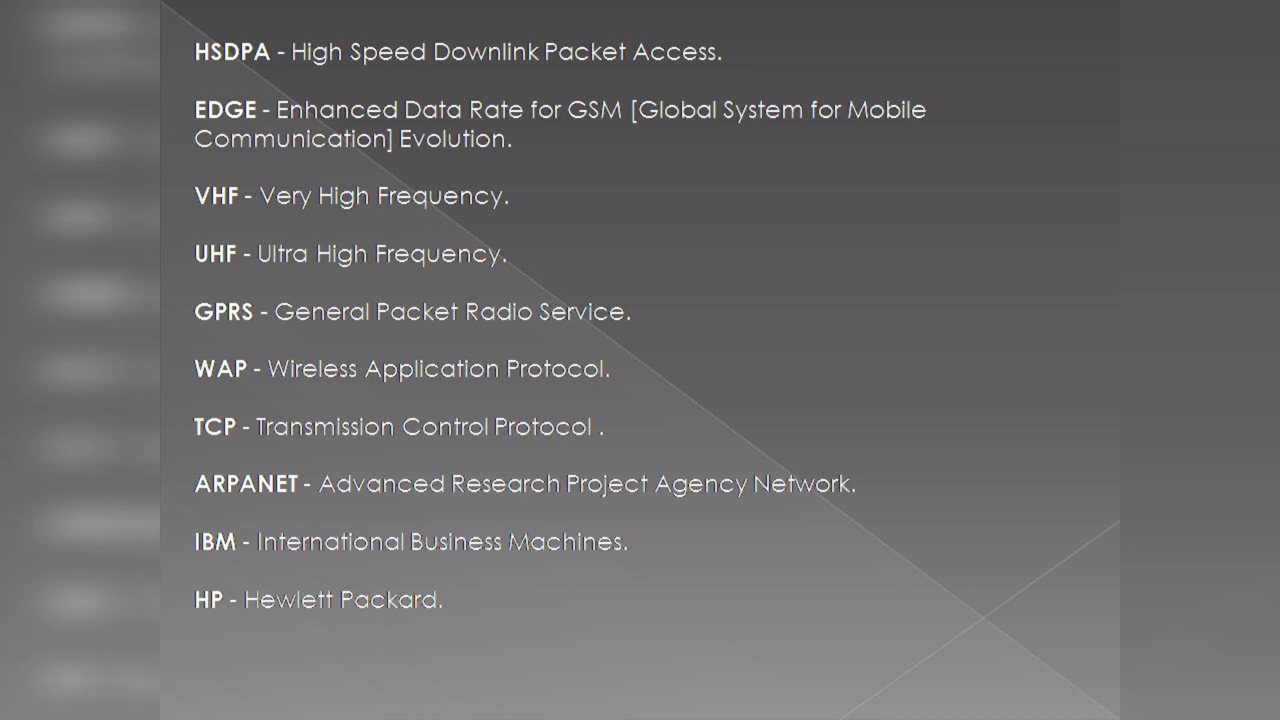 HSDPA - High Speed Downlink Packet Access.
EDGE - Enhanced Data Rate for GSM [Global System for Mobile
Communication] Evolution.
VHF - Very High Frequency.
UHF - Ultra High Frequency.
GPRS - General Packet Radio Service.
WAP - Wireless Application Protocol.
TCP - Transmission Control Protocol .
ARPANET - Advanced Research Project Agency Network.
IBM - International Business Machines.
HP - Hewlett Packard.